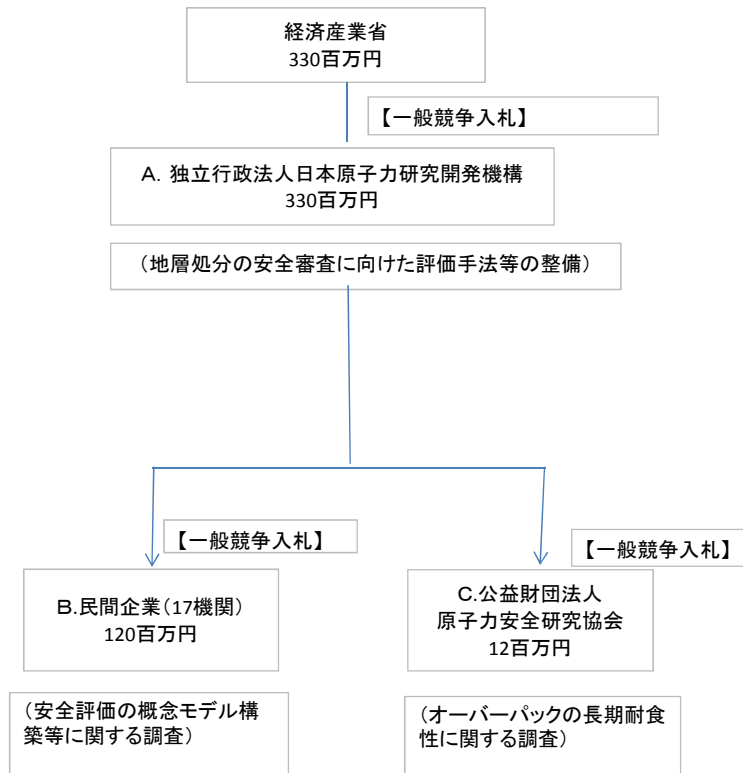 経済産業省
330百万円
【一般競争入札】
A. 独立行政法人日本原子力研究開発機構
330百万円
(地層処分の安全審査に向けた評価手法等の整備)
【一般競争入札】
【一般競争入札】
B.民間企業(17機関)
120百万円
C.公益財団法人
原子力安全研究協会
12百万円
(安全評価の概念モデル構
築等に関する調査)
(オーバーパックの長期耐食
性に関する調査)